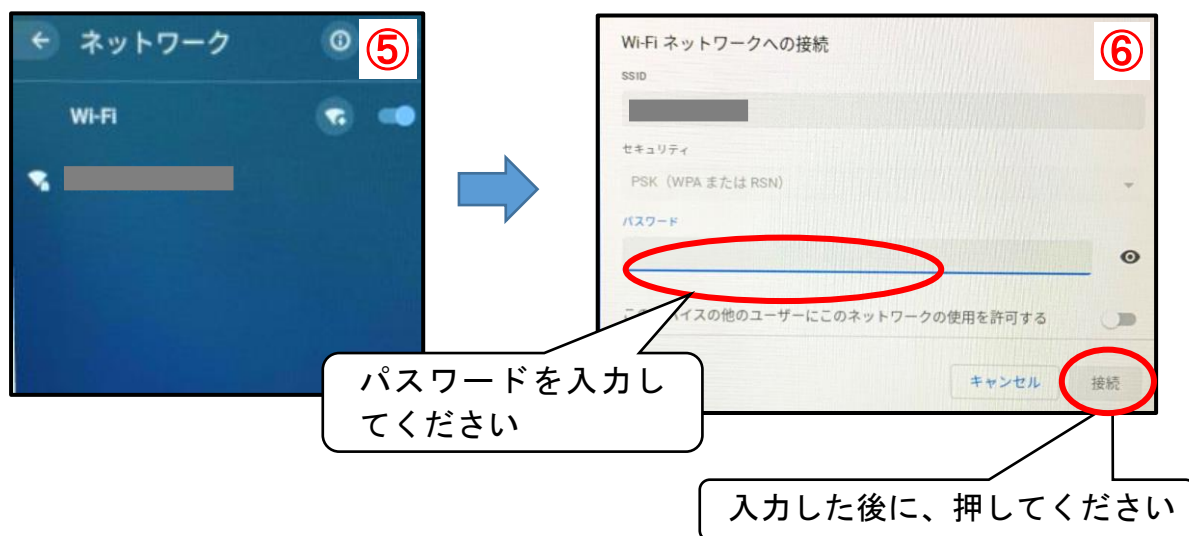 ネットワーク
⑤
Wi-Fi
Wi-Fi ネットワークへの接続
⑥
SSID
セキュリティ
PSK（WPA または RSN）
パスワード
イスの他のユーザーにこのネットワークの使用を許可する
キャンセル
接続
パスワードを入力し
てください
入力した後に、押してください